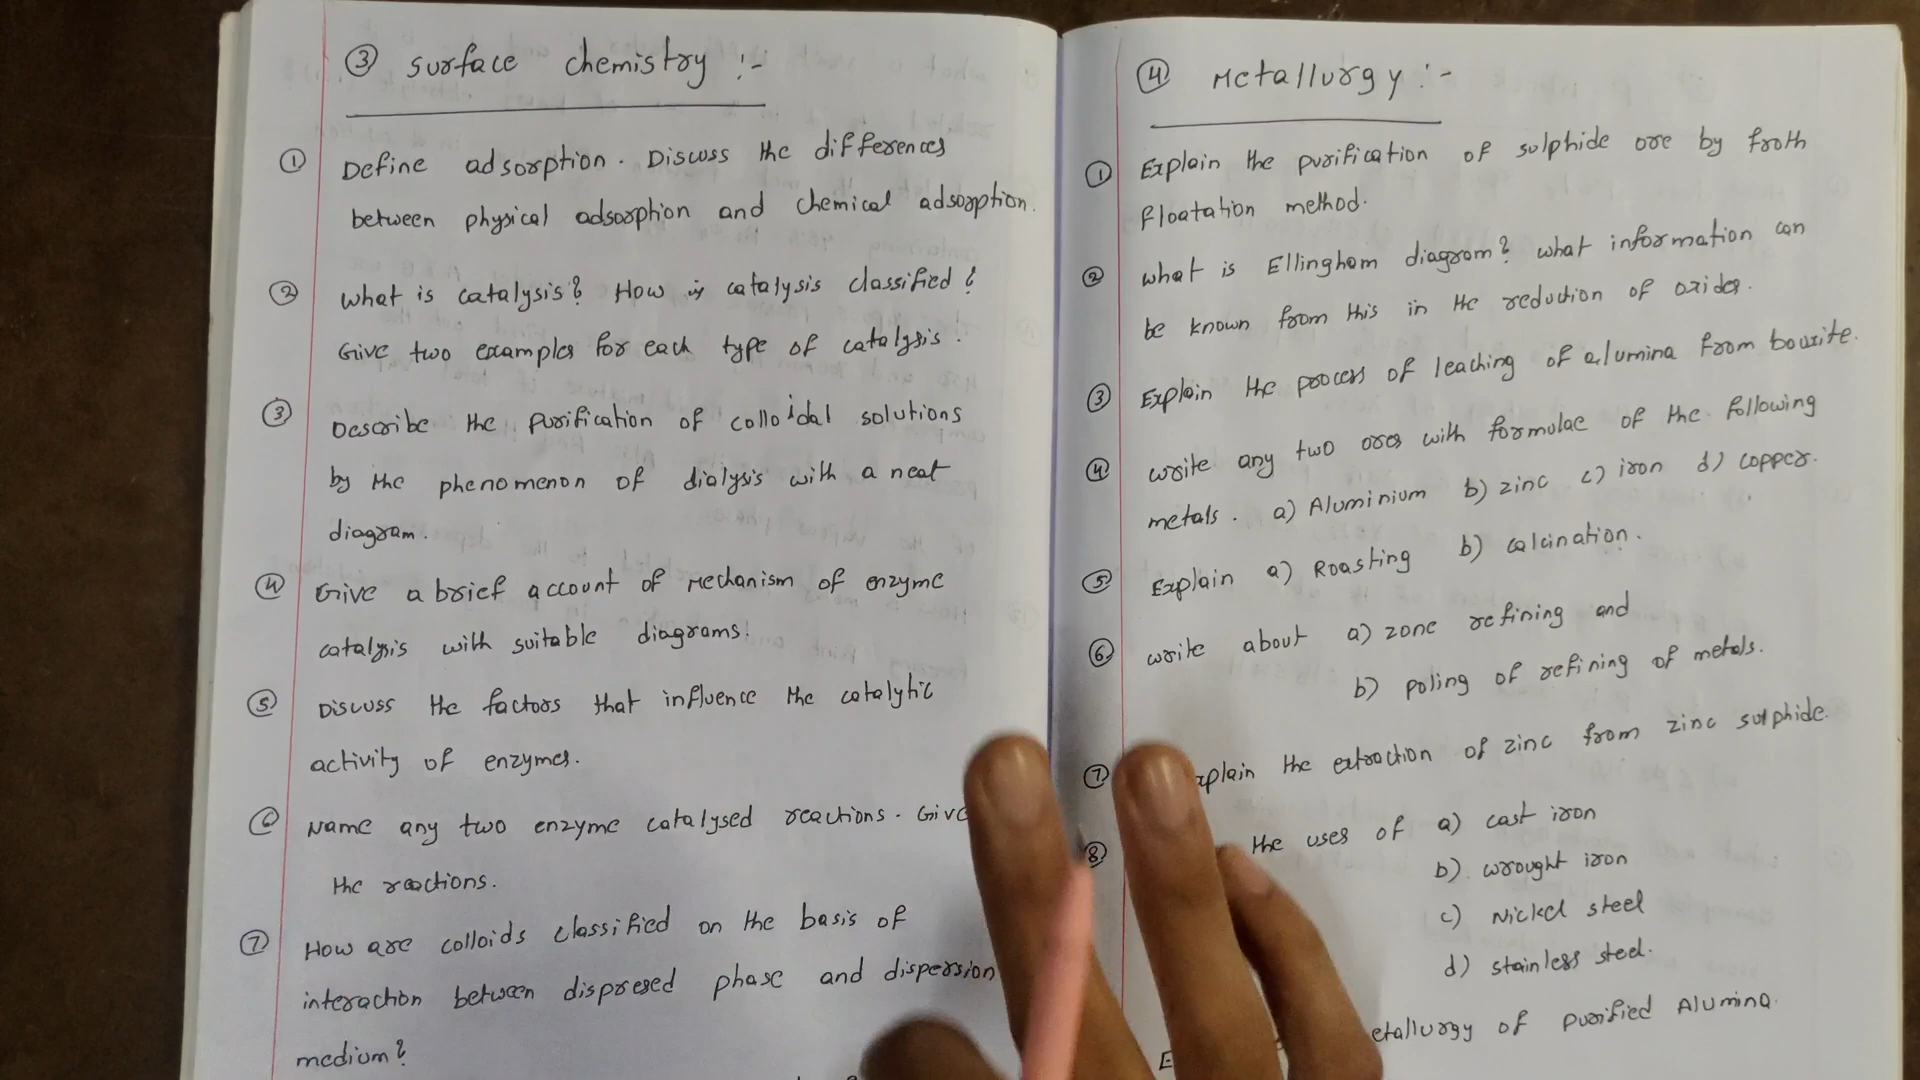 ③ surface chemistry :-
① Define adsorption. Discuss the differences
between physical adsorption and chemical adsorption.
② what is catalysis? How is catalysis classified?
Give two examples for each type of catalysis.
③ Describe the purification of colloidal solutions
by the phenomenon of dialysis with a neat
diagram.
④ Give a brief account of Mechanism of enzyme
catalysis with suitable diagrams.
⑤ Discuss the factors that influence the catalytic
activity of enzymes.
⑥ Name any two enzyme catalysed reactions. Give
the reactions.
⑦ How are colloids classified on the basis of
interaction between dispresed phase and dispersion
medium?
④ Metallurgy :-
① Explain the purification of sulphide ore by froth
floatation method.
② what is Ellingham diagram? what information can
be known from this in the reduction of oxides.
③ Explain the process of leaching of alumina from bauxite.
④ write any two ores with formulae of the following
metals. a) Aluminium b) zinc c) iron d) copper.
⑤ Explain a) Roasting b) calcination.
⑥ write about a) zone refining and
b) poling of refining of metals.
⑦ xplain the extraction of zinc from zinc sulphide.
⑧ the uses of a) cast iron
b) wrought iron
c) Nickel steel
d) stainless steel.
E etallurgy of purified Alumina